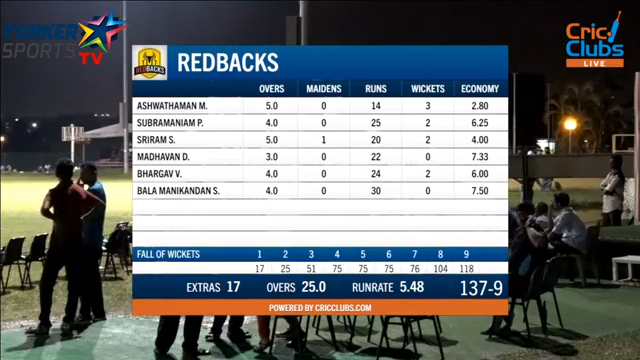 YORKER
SPORTS
TV
CricClubs
LIVE
REDBACKS
REDBACKS
OVERS MAIDENS RUNS WICKETS ECONOMY
ASHWATHAMAN M. 5.0 0 14 3 2.80
SUBRAMANIAM P. 4.0 0 25 2 6.25
SRIRAM S. 5.0 1 20 2 4.00
MADHAVAN D. 3.0 0 22 0 7.33
BHARGAV V. 4.0 0 24 2 6.00
BALA MANIKANDAN S. 4.0 0 30 0 7.50
FALL OF WICKETS 1 2 3 4 5 6 7 8 9
17 25 51 75 75 75 76 104 118
EXTRAS 17 OVERS 25.0 RUNRATE 5.48 137-9
POWERED BY CRICCLUBS.COM